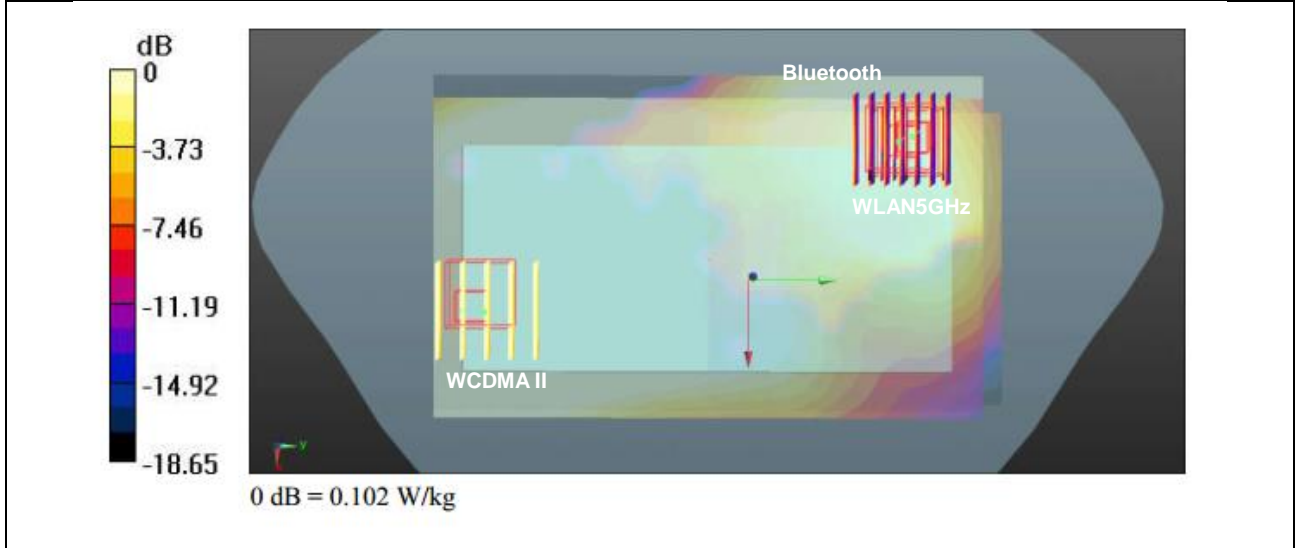 dB
0
-3.73
-7.46
-11.19
-14.92
-18.65
Bluetooth
WLAN5GHz
WCDMA II
y
0 dB = 0.102 W/kg